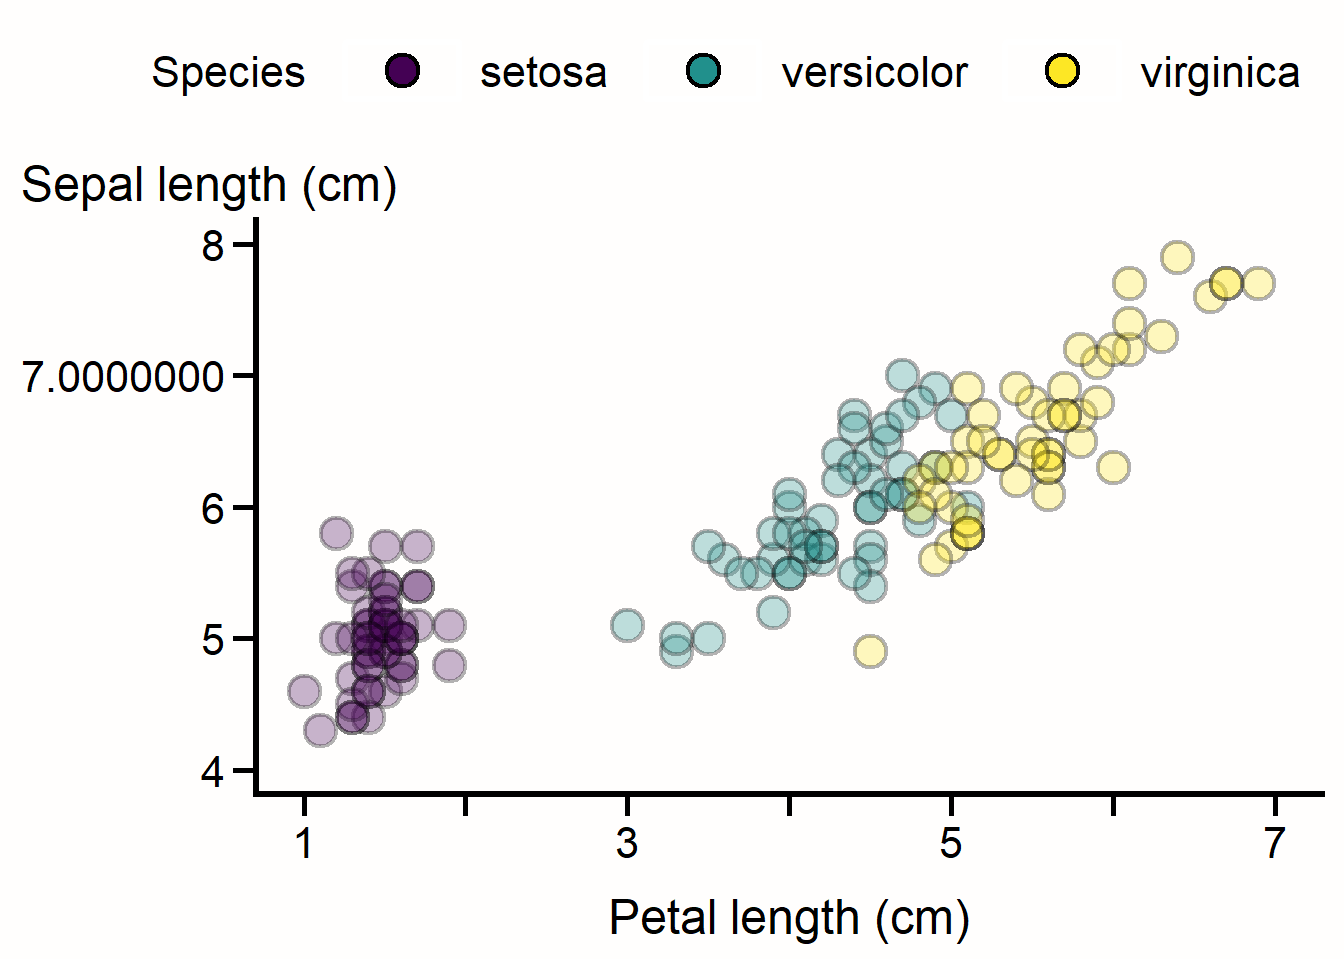 Species setosa versicolor virginica
Sepal length (cm)
8
7.0000000
6
5
4
1 3 5 7
Petal length (cm)